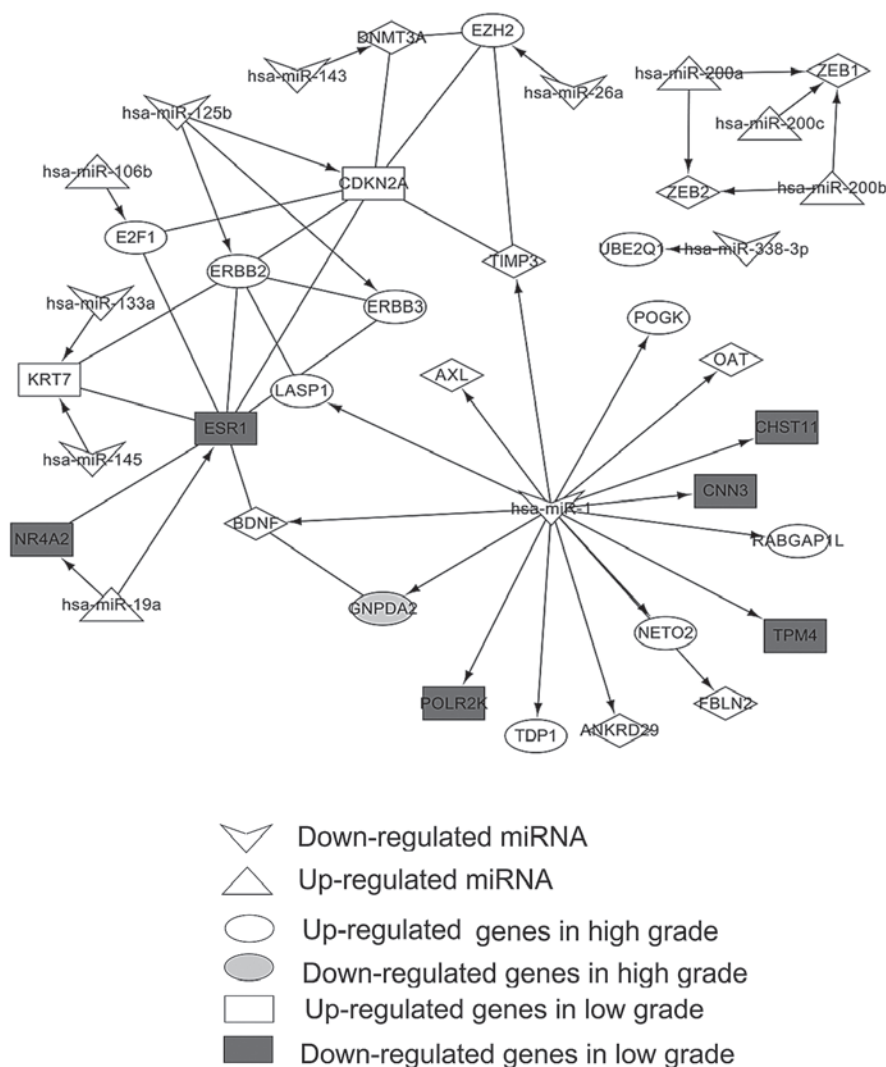 DNMT3A
EZH2
hsa-miR-143
hsa-miR-26a
hsa-miR-200a
ZEB1
hsa-miR-125b
hsa-miR-200c
hsa-miR-106b
CDKN2A
ZEB2
hsa-miR-200b
E2F1
UBE2Q1
hsa-miR-338-3p
TIMP3
ERBB2
hsa-miR-133a
ERBB3
POGK
OAT
KRT7
AXL
LASP1
ESR1
CHST11
hsa-miR-145
CNN3
hsa-miR-1
BDNF
NR4A2
RABGAP1L
hsa-miR-19a
GNPDA2
NETO2
TPM4
POLR2K
FBLN2
TDP1
ANKRD29
Down-regulated miRNA
Up-regulated miRNA
Up-regulated genes in high grade
Down-regulated genes in high grade
Up-regulated genes in low grade
Down-regulated genes in low grade